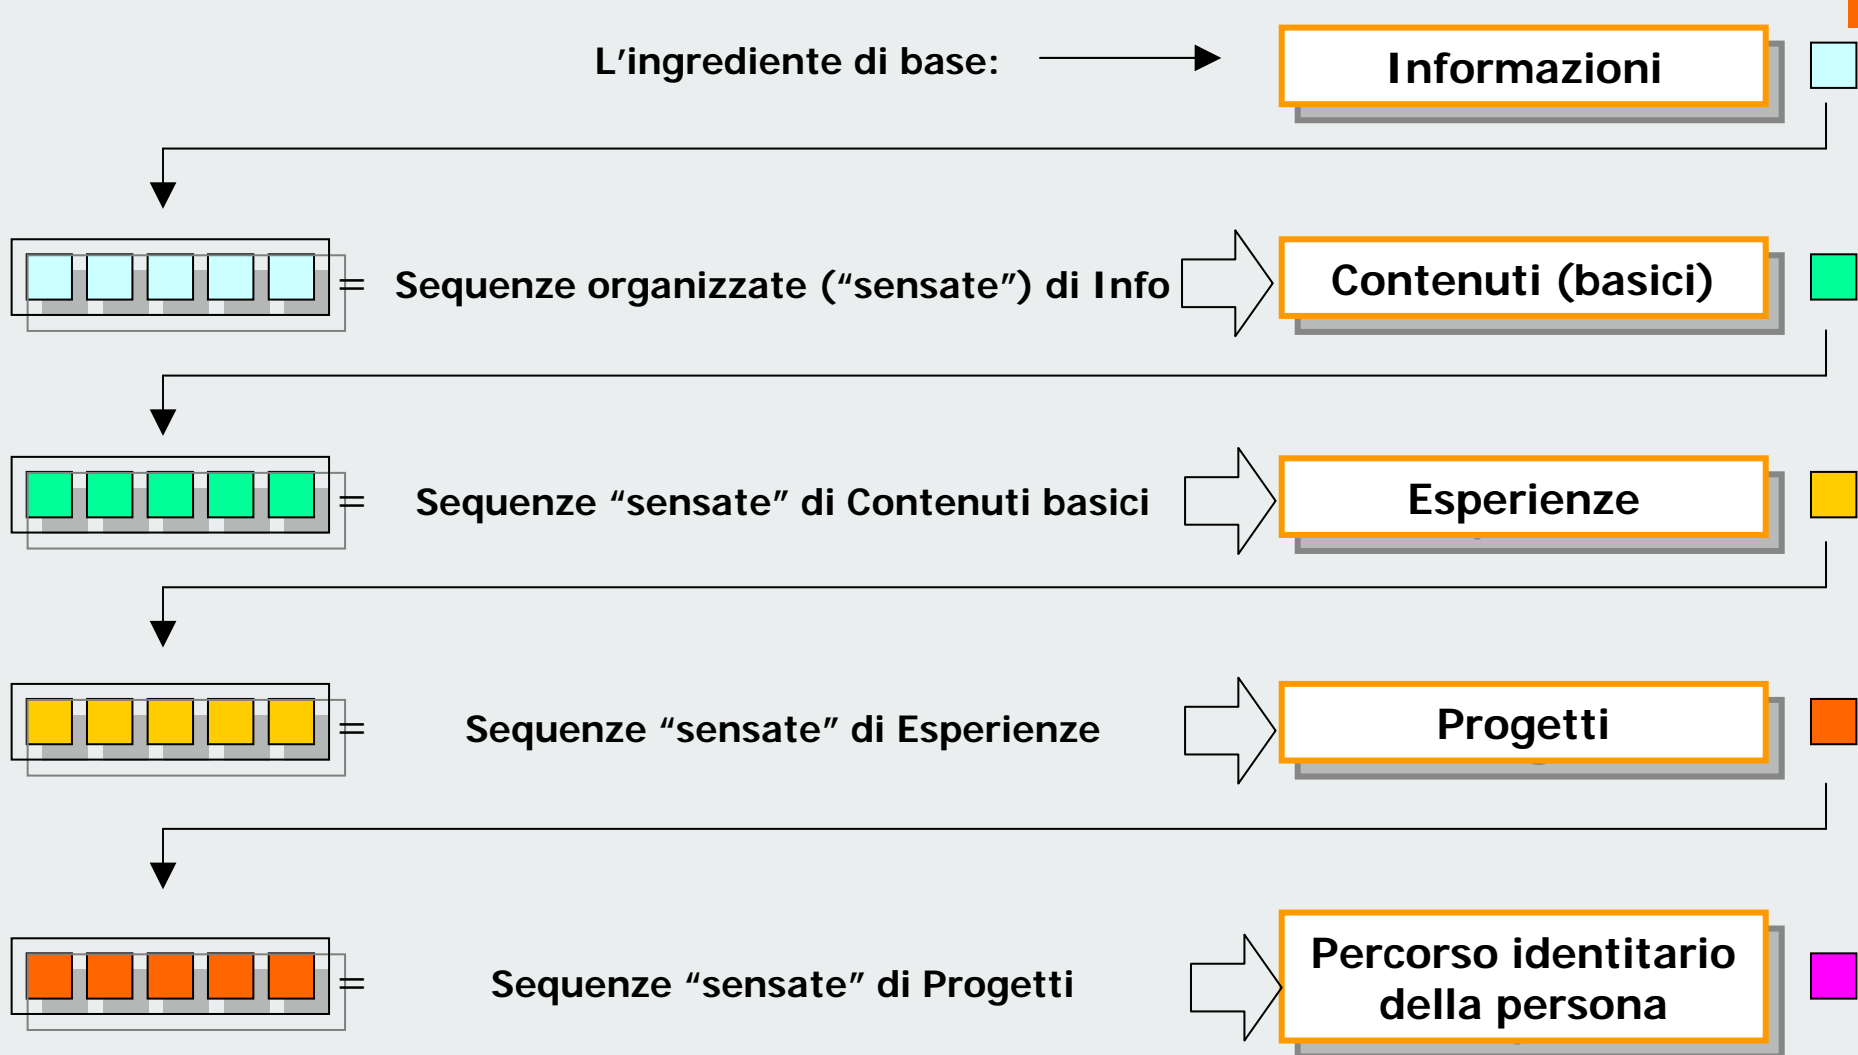 L'ingrediente di base:
Informazioni
= Sequenze organizzate (“sensate”) di Info
Contenuti (basici)
= Sequenze “sensate” di Contenuti basici
Esperienze
= Sequenze “sensate” di Esperienze
Progetti
= Sequenze “sensate” di Progetti
Percorso identitario
della persona